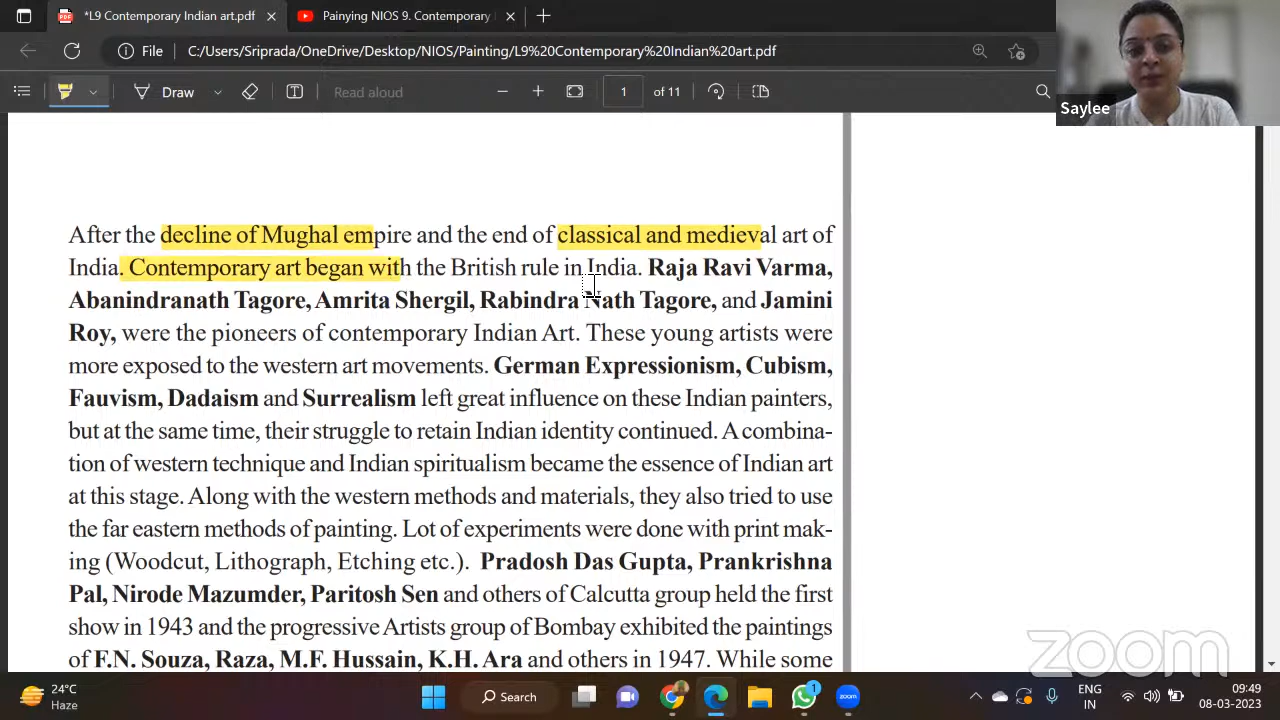 *L9 Contemporary Indian art.pdf
Painying NIOS 9. Contemporary
File
C:/Users/Sriprada/OneDrive/Desktop/NIOS/Painting/L9%20Contemporary%20Indian%20art.pdf
Draw
Read aloud
1 of 11
Saylee
After the decline of Mughal empire and the end of classical and medieval art of
India. Contemporary art began with the British rule in India. Raja Ravi Varma,
Abanindranath Tagore, Amrita Shergil, Rabindra Nath Tagore, and Jamini
Roy, were the pioneers of contemporary Indian Art. These young artists were
more exposed to the western art movements. German Expressionism, Cubism,
Fauvism, Dadaism and Surrealism left great influence on these Indian painters,
but at the same time, their struggle to retain Indian identity continued. A combina-
tion of western technique and Indian spiritualism became the essence of Indian art
at this stage. Along with the western methods and materials, they also tried to use
the far eastern methods of painting. Lot of experiments were done with print mak-
ing (Woodcut, Lithograph, Etching etc.). Pradosh Das Gupta, Prankrishna
Pal, Nirode Mazumder, Paritosh Sen and others of Calcutta group held the first
show in 1943 and the progressive Artists group of Bombay exhibited the paintings
of F.N. Souza, Raza, M.F. Hussain, K.H. Ara and others in 1947. While some
zoom
24°C
Haze
Search
zoom
1
ENG
IN
09:49
08-03-2023